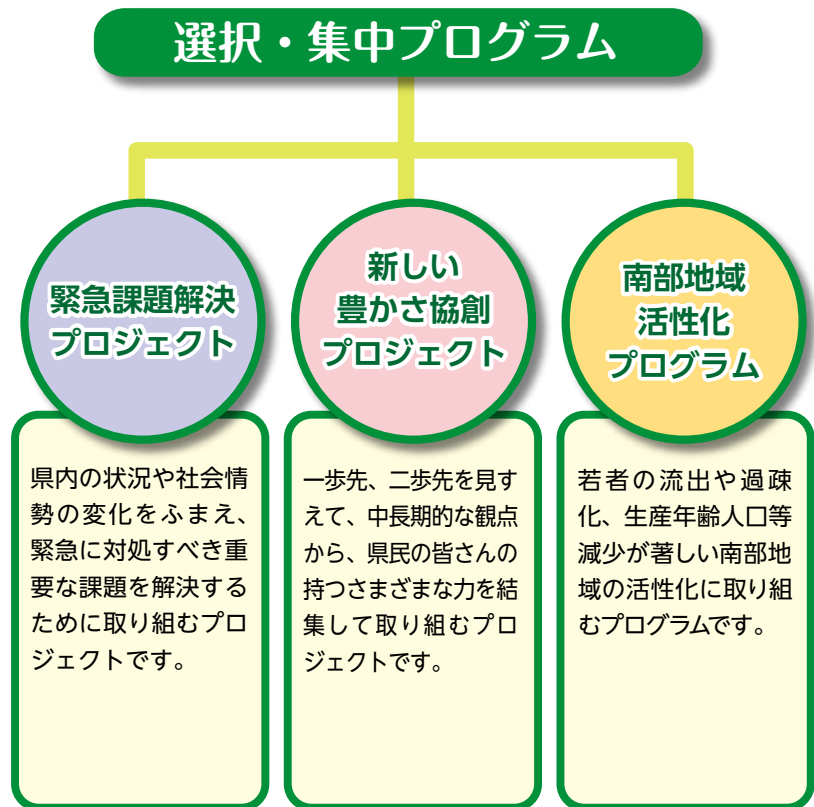 選択・集中プログラム
緊急課題解決
プロジェクト
県内の状況や社会情
勢の変化をふまえ、
緊急に対処すべき重
要な課題を解決する
ために取り組むプロ
ジェクトです。
新しい
豊かさ協創
プロジェクト
一歩先、二歩先を見す
えて、中長期的な観点
から、県民の皆さんの
持つさまざまな力を結
集して取り組むプロ
ジェクトです。
南部地域
活性化
プログラム
若者の流出や過疎
化、生産年齢人口等
減少が著しい南部地
域の活性化に取り組
むプログラムです。